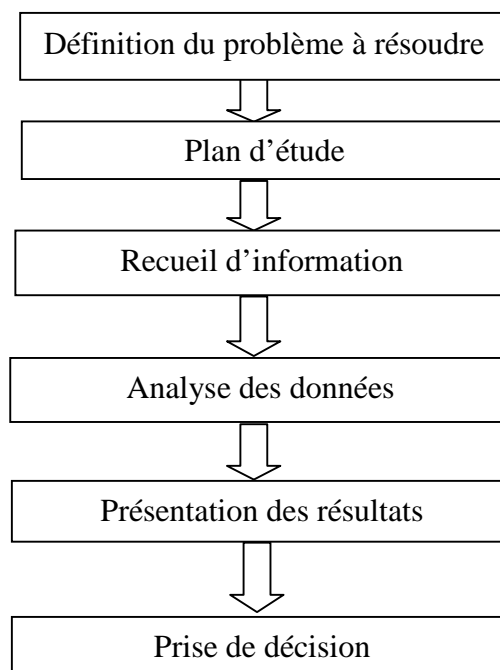 Définition du problème à résoudre
Plan d’étude
Recueil d’information
Analyse des données
Présentation des résultats
Prise de décision